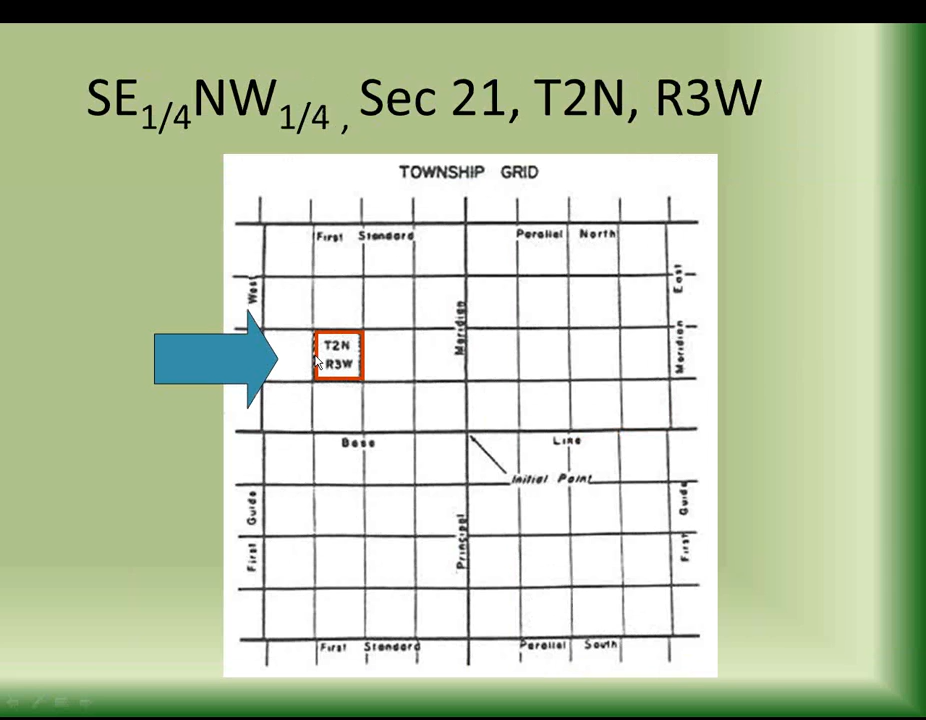 SE1/4NW1/4 , Sec 21, T2N, R3W
TOWNSHIP GRID
First Standard Parallel North
West
Meridian
East
Meridian
T2N
R3W
Base Line
Initial Point
First Guide
Principal
First Guide
First Standard Parallel South